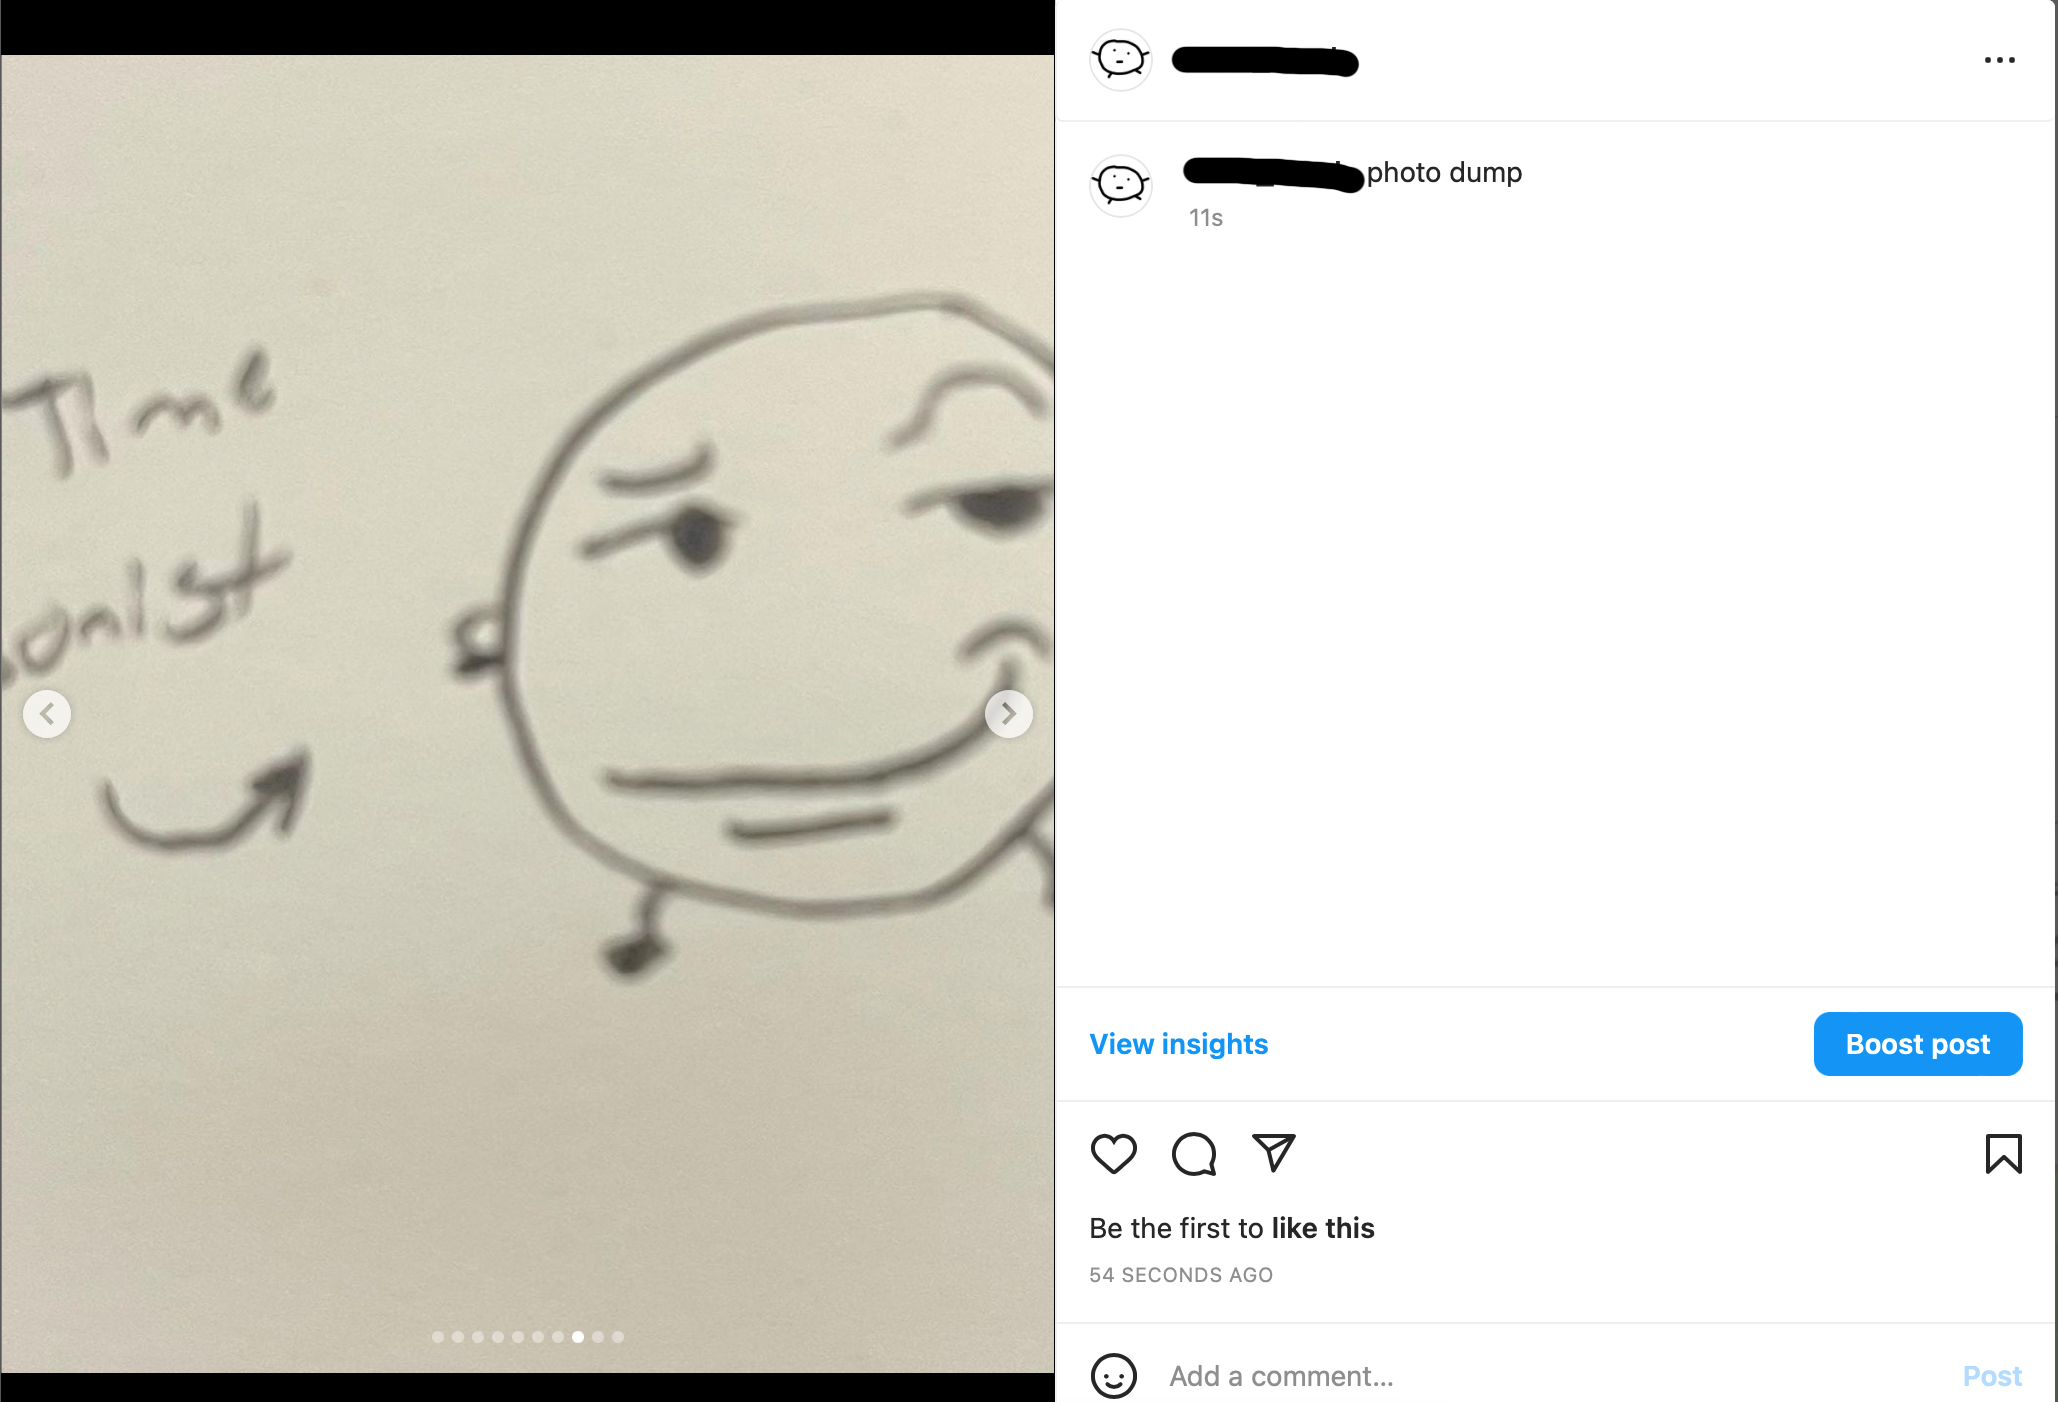 Time
onist
photo dump
11s
View insights
Boost post
Be the first to like this
54 SECONDS AGO
Add a comment...
Post